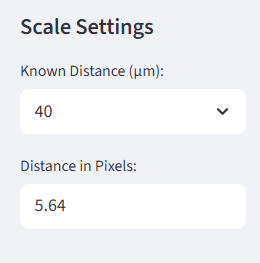 Scale Settings
Known Distance (μm):
40
Distance in Pixels:
5.64